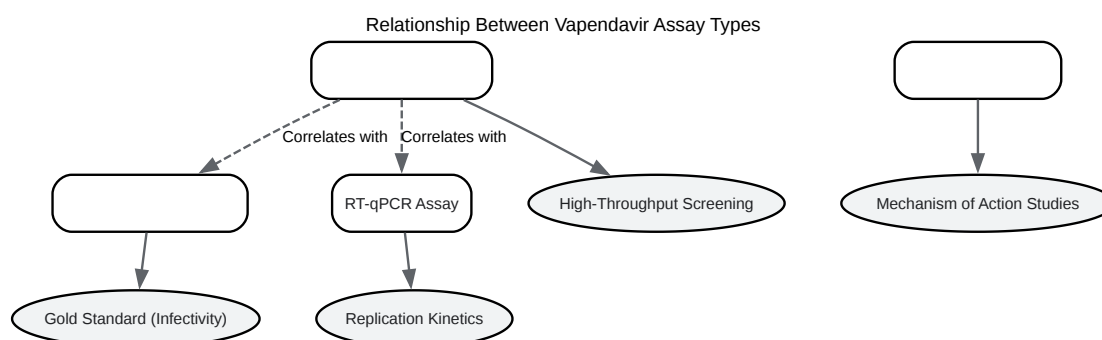 Relationship Between Vapendavir Assay Types
Correlates with
Correlates with
RT-qPCR Assay
High-Throughput Screening
Mechanism of Action Studies
Gold Standard (Infectivity)
Replication Kinetics